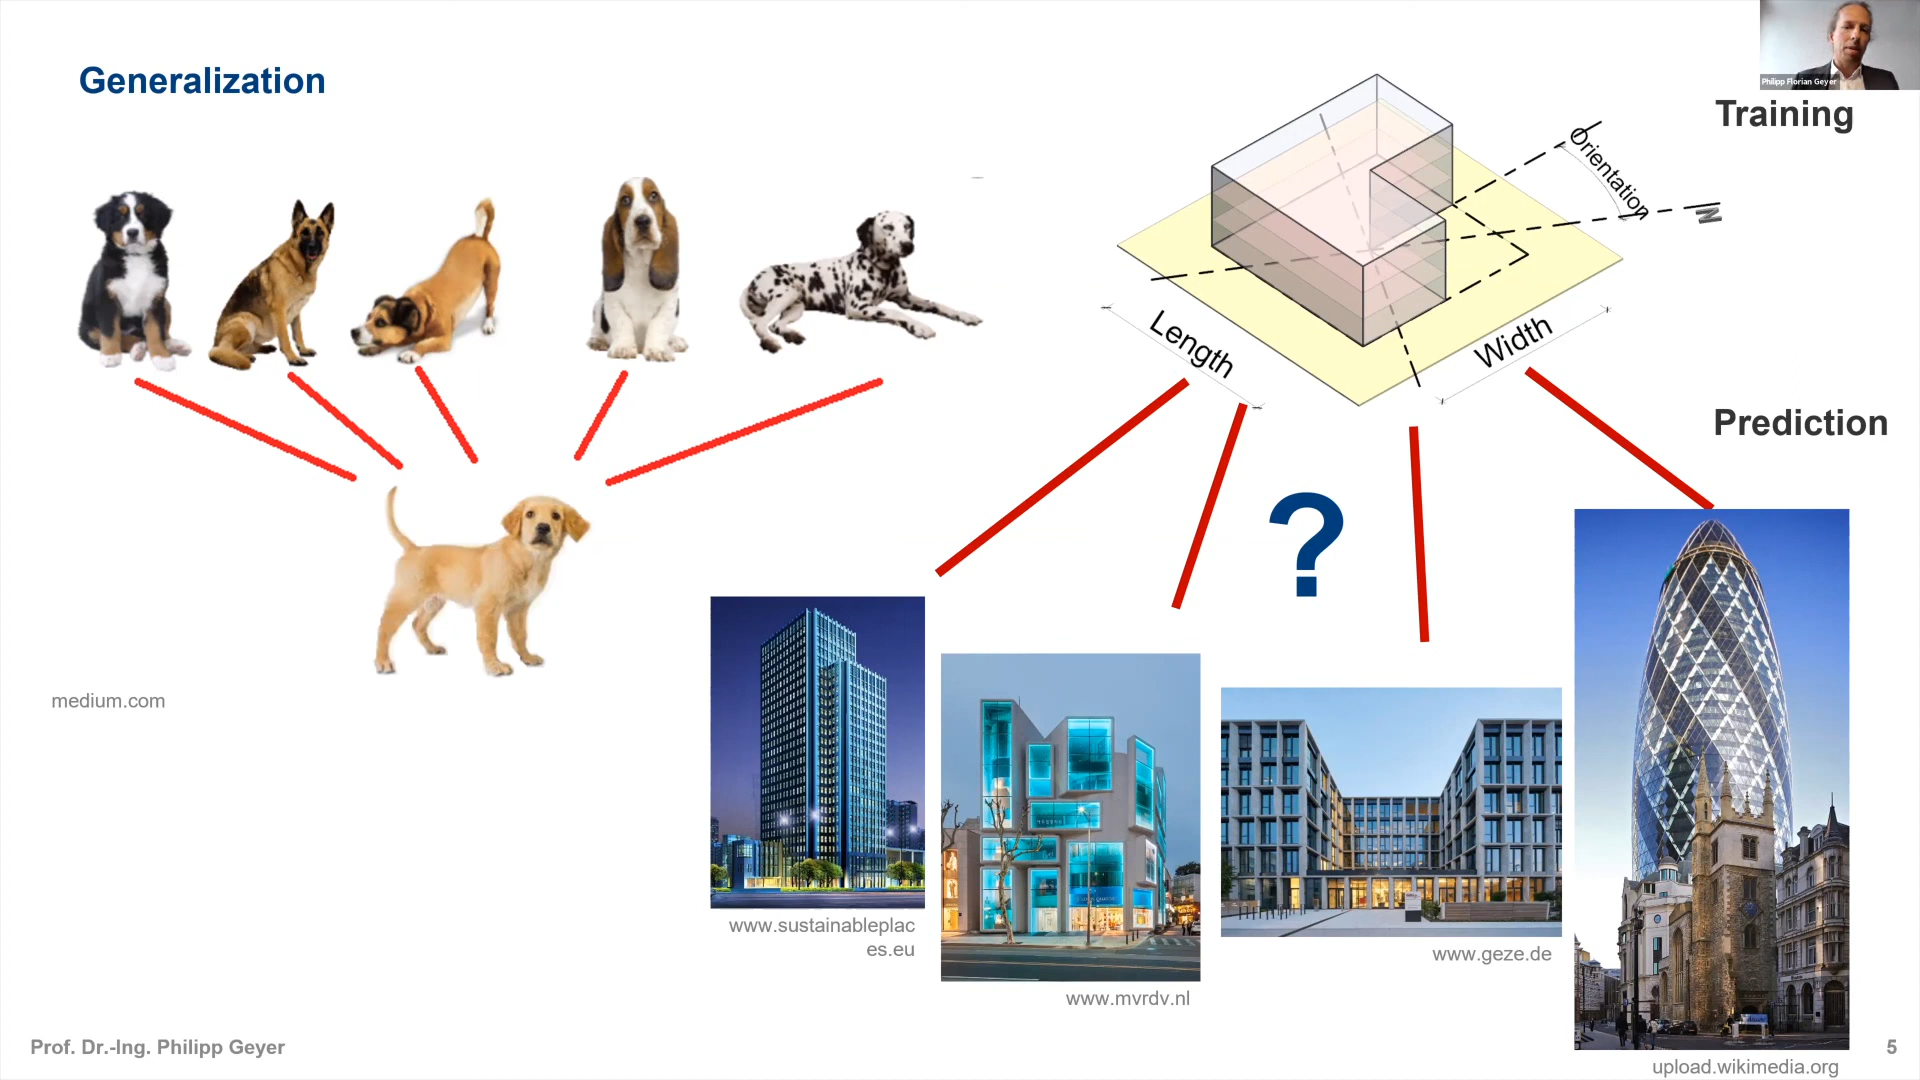 Generalization
Philipp Florian Geyer
Training
Orientation
N
Length
Width
Prediction
?
medium.com
www.sustainableplac
es.eu
www.mvrdv.nl
www.geze.de
upload.wikimedia.org
Prof. Dr.-Ing. Philipp Geyer
5